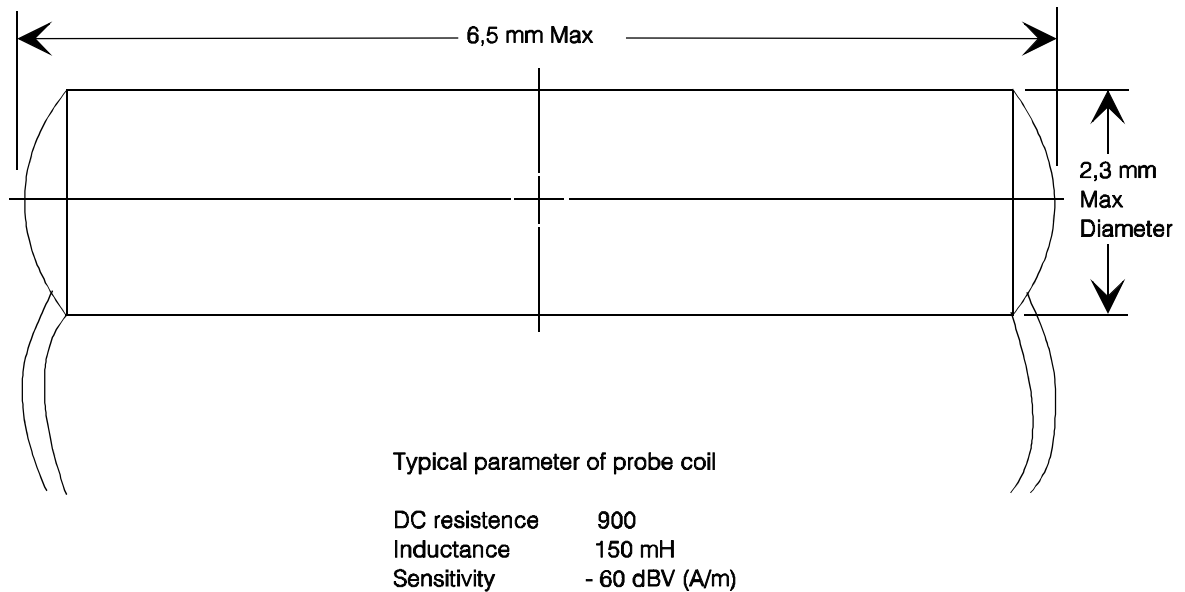 6,5 mm Max
2,3 mm
Max
Diameter
Typical parameter of probe coil
DC resistence 900
Inductance 150 mH
Sensitivity - 60 dBV (A/m)